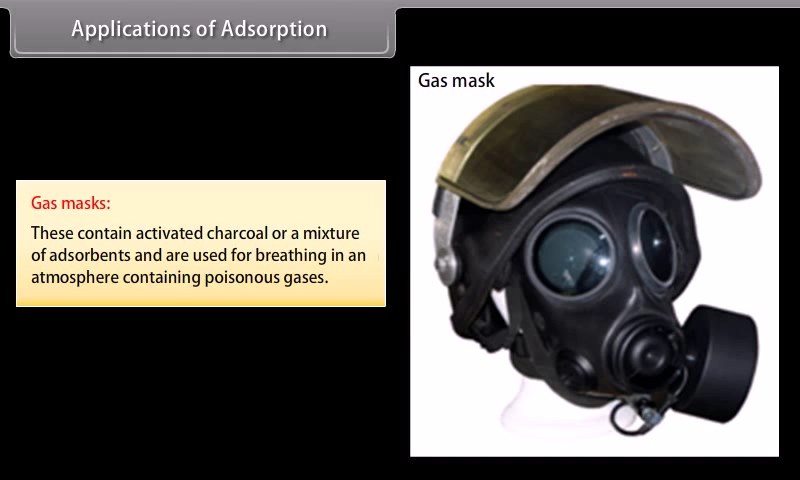 Applications of Adsorption
Gas mask
Gas masks:
These contain activated charcoal or a mixture
of adsorbents and are used for breathing in an
atmosphere containing poisonous gases.